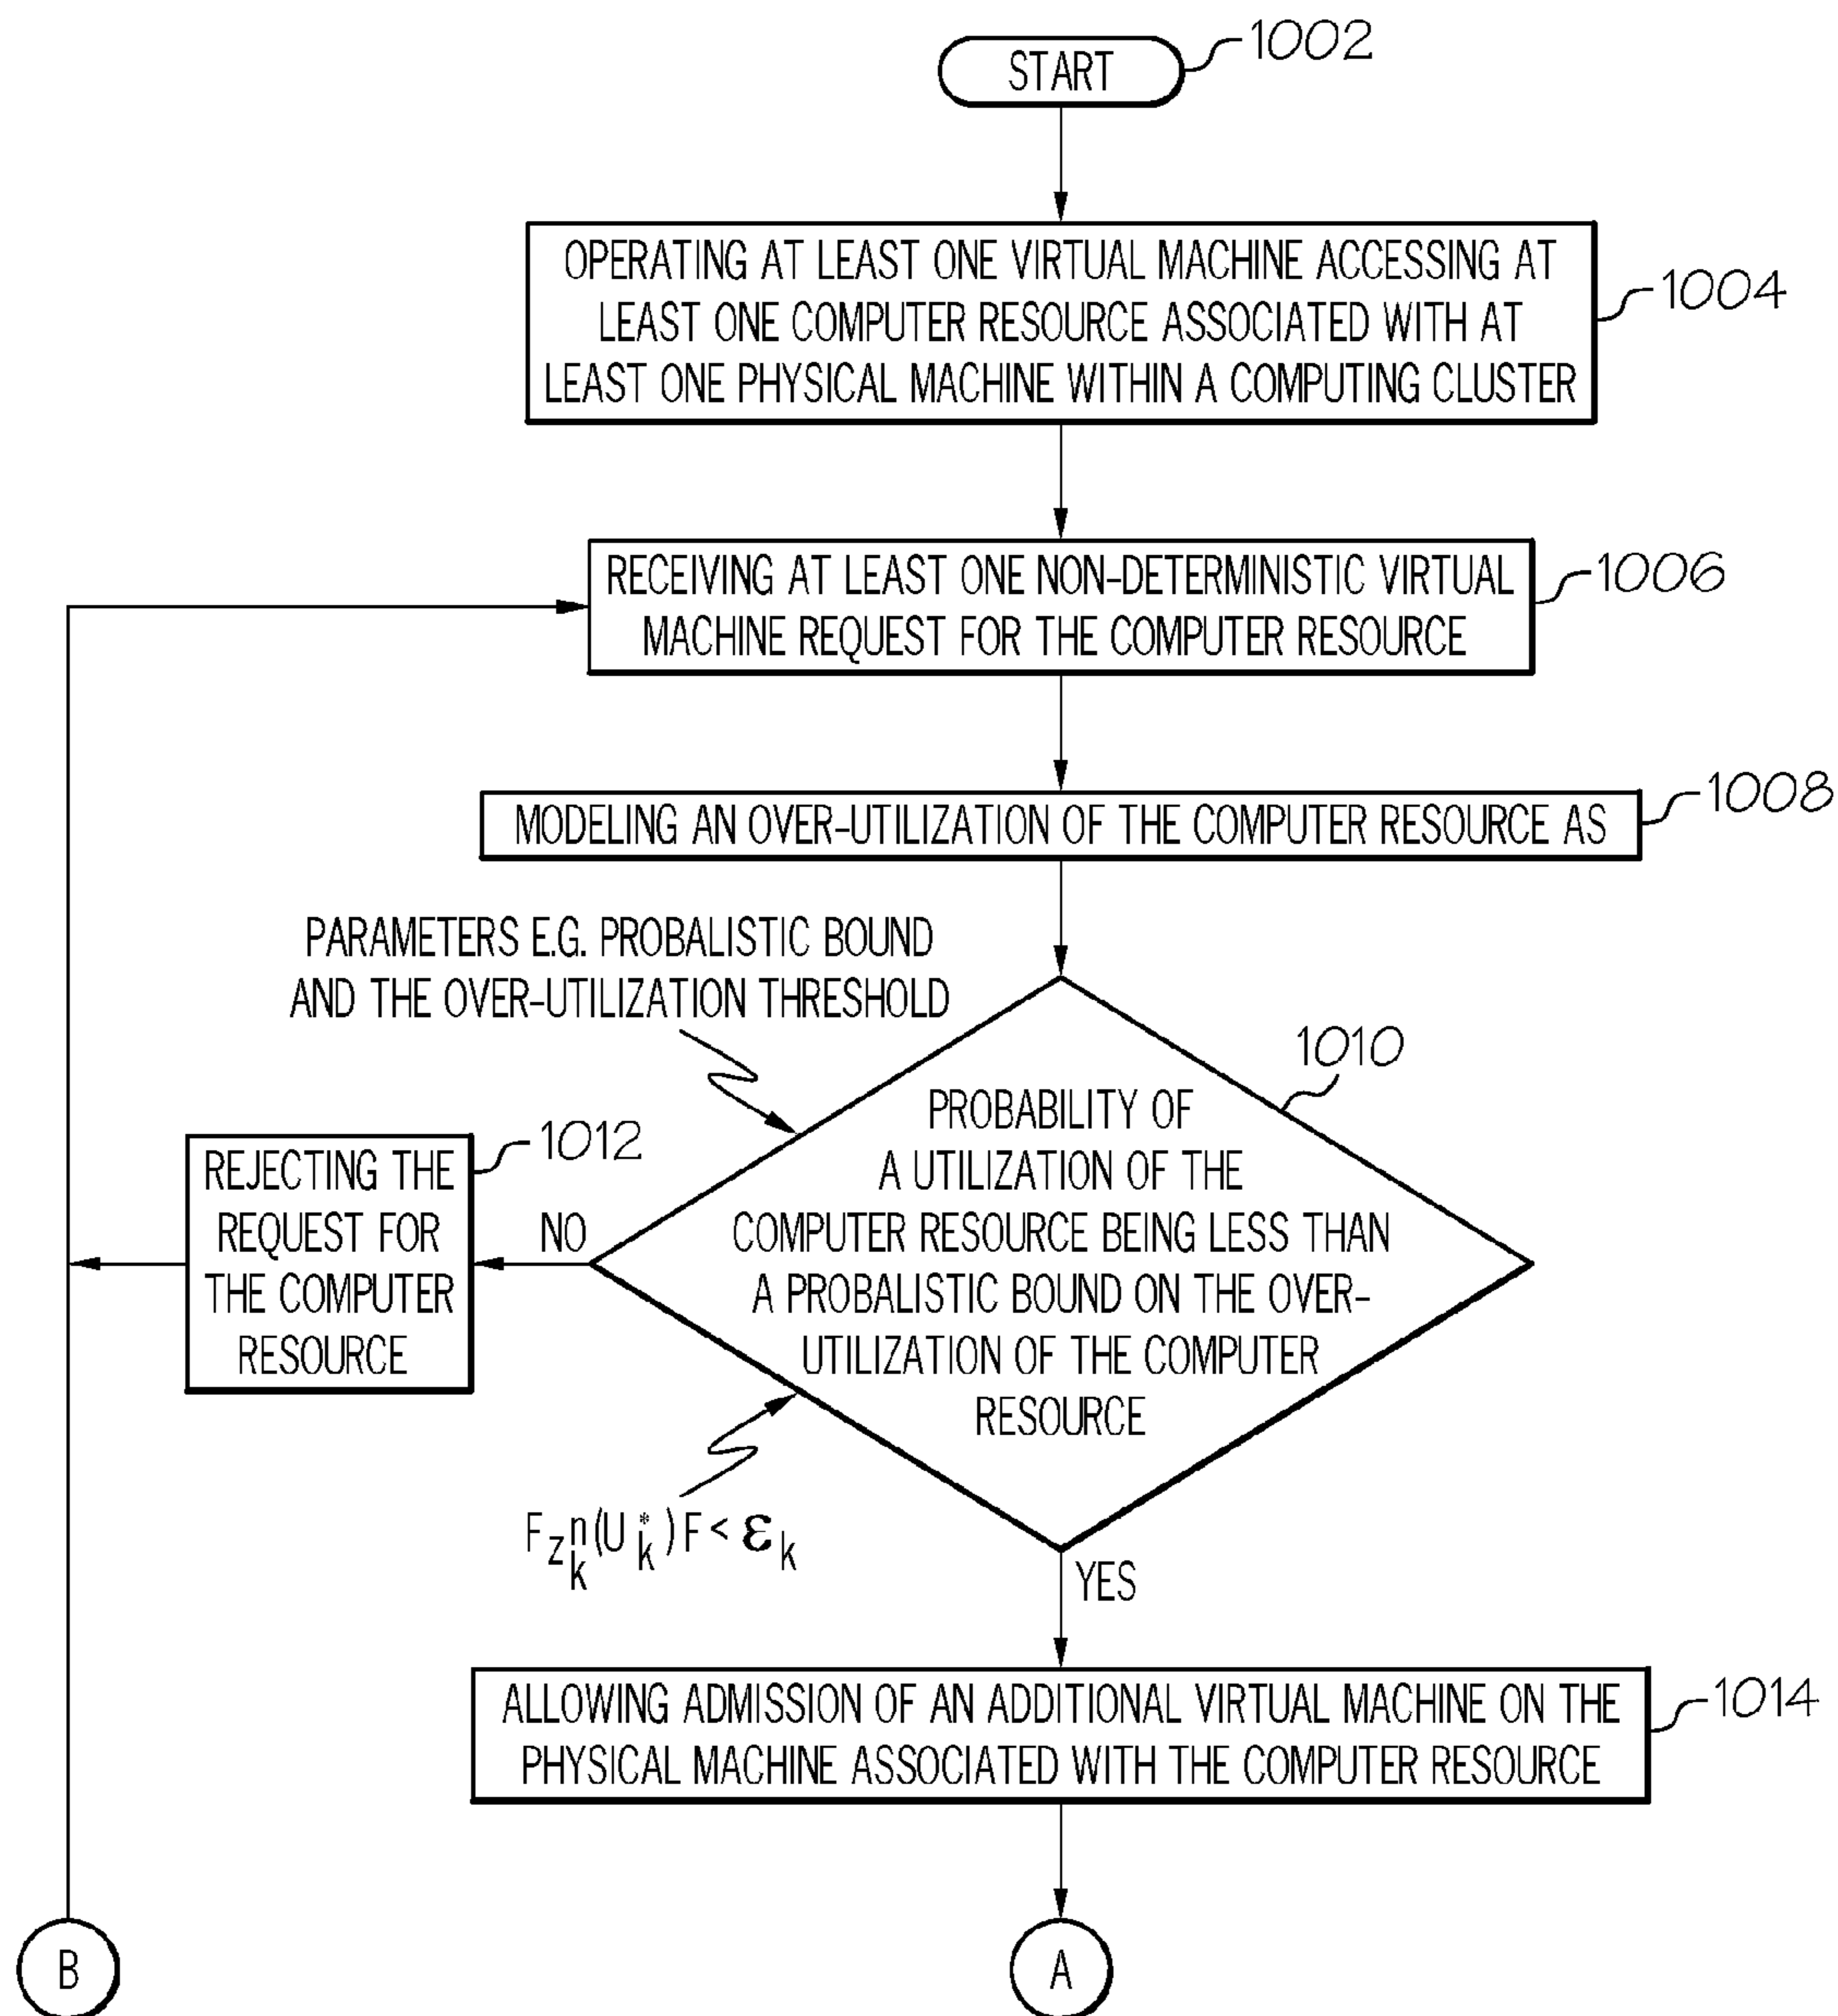 START
1002
OPERATING AT LEAST ONE VIRTUAL MACHINE ACCESSING AT
LEAST ONE COMPUTER RESOURCE ASSOCIATED WITH AT
LEAST ONE PHYSICAL MACHINE WITHIN A COMPUTING CLUSTER
1004
RECEIVING AT LEAST ONE NON-DETERMINISTIC VIRTUAL
MACHINE REQUEST FOR THE COMPUTER RESOURCE
1006
MODELING AN OVER-UTILIZATION OF THE COMPUTER RESOURCE AS
1008
PARAMETERS E.G. PROBALISTIC BOUND
AND THE OVER-UTILIZATION THRESHOLD
1010
PROBABILITY OF
A UTILIZATION OF THE
COMPUTER RESOURCE BEING LESS THAN
A PROBALISTIC BOUND ON THE OVER-
UTILIZATION OF THE COMPUTER
RESOURCE
NO
1012
REJECTING THE
REQUEST FOR
THE COMPUTER
RESOURCE
F_{z_k^n}(U_k^*)F < ε_k
YES
ALLOWING ADMISSION OF AN ADDITIONAL VIRTUAL MACHINE ON THE
PHYSICAL MACHINE ASSOCIATED WITH THE COMPUTER RESOURCE
1014
B
A